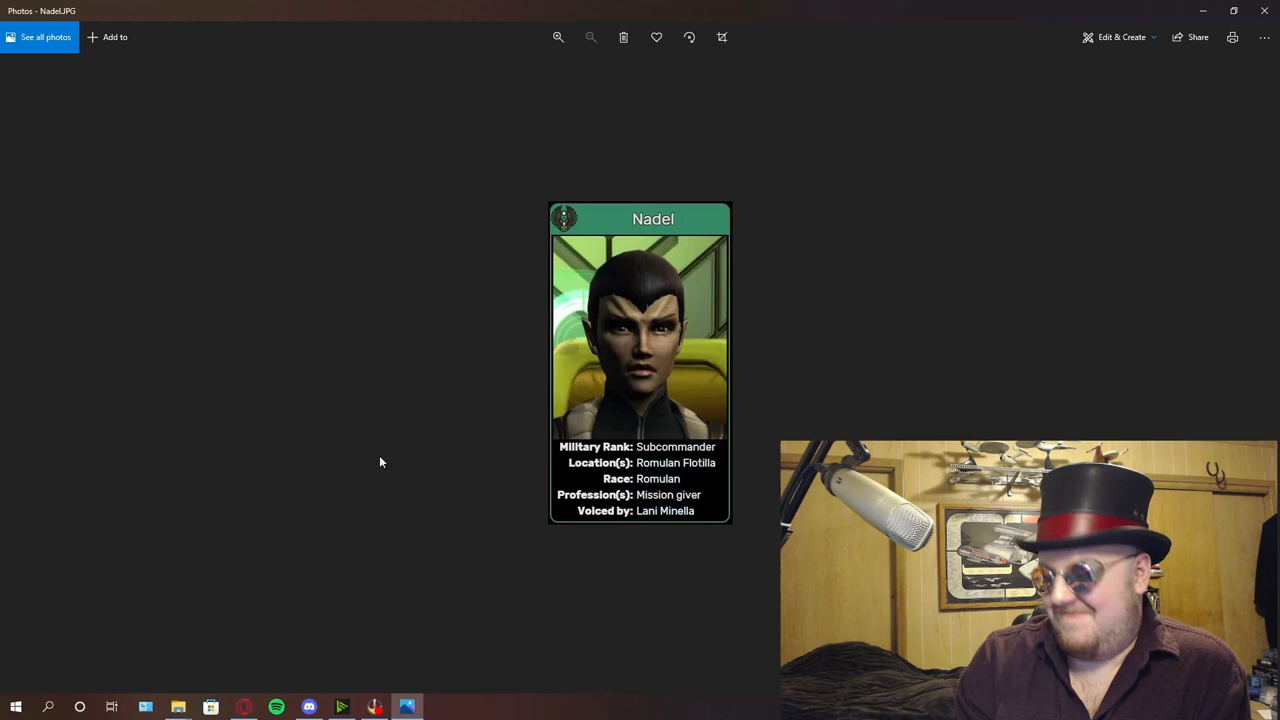 Photos - Nadel.JPG
See all photos
Add to
Edit & Create
Share
Nadel
Military Rank: Subcommander
Location(s): Romulan Flotilla
Race: Romulan
Profession(s): Mission giver
Voiced by: Lani Minella